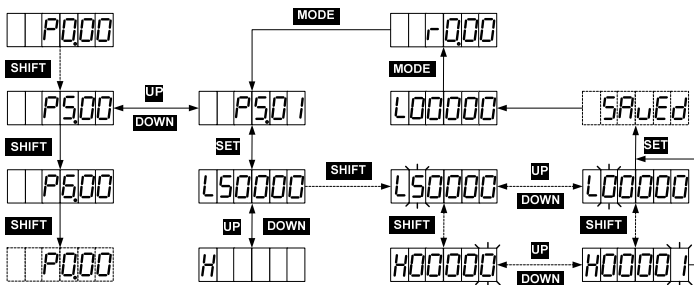 MODE
P0.00
r0.00
SHIFT
MODE
UP
P5.00
P5.01
L00000
SAvEd
DOWN
SHIFT
SET
SET
SHIFT
UP
P6.00
L50000
L50000
L00000
DOWN
SHIFT
UP
DOWN
SHIFT
SHIFT
UP
P0.00
H
H00000
H00001
DOWN